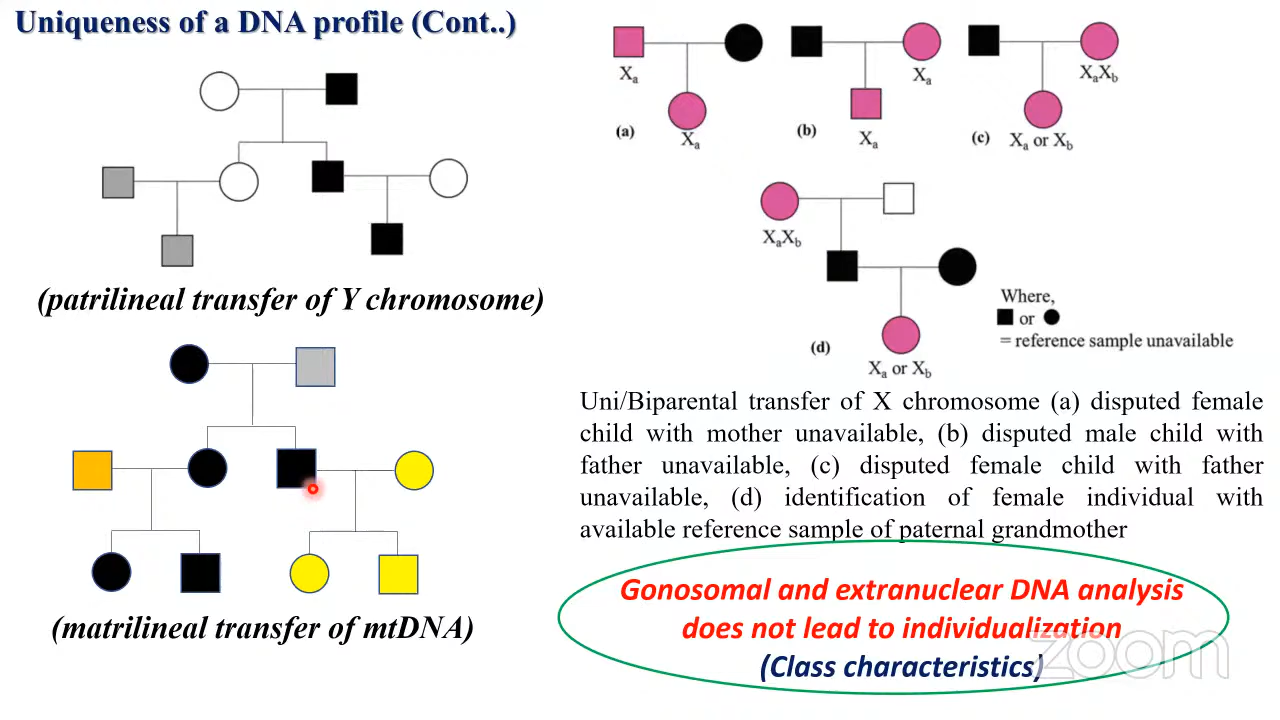 Uniqueness of a DNA profile (Cont..)
(patrilineal transfer of Y chromosome)
(matrilineal transfer of mtDNA)
Xa
Xa
(a)
Xa
Xa
(b)
XaXb
Xa or Xb
(c)
XaXb
Xa or Xb
(d)
Where,
or
= reference sample unavailable
Uni/Biparental transfer of X chromosome (a) disputed female
child with mother unavailable, (b) disputed male child with
father unavailable, (c) disputed female child with father
unavailable, (d) identification of female individual with
available reference sample of paternal grandmother
Gonosomal and extranuclear DNA analysis
does not lead to individualization
(Class characteristics)
zoom